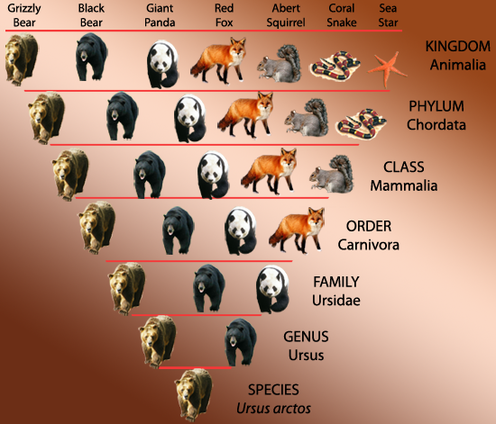 Grizzly Bear
Black Bear
Giant Panda
Red Fox
Abert Squirrel
Coral Snake
Sea Star
KINGDOM
Animalia
PHYLUM
Chordata
CLASS
Mammalia
ORDER
Carnivora
FAMILY
Ursidae
GENUS
Ursus
SPECIES
Ursus arctos